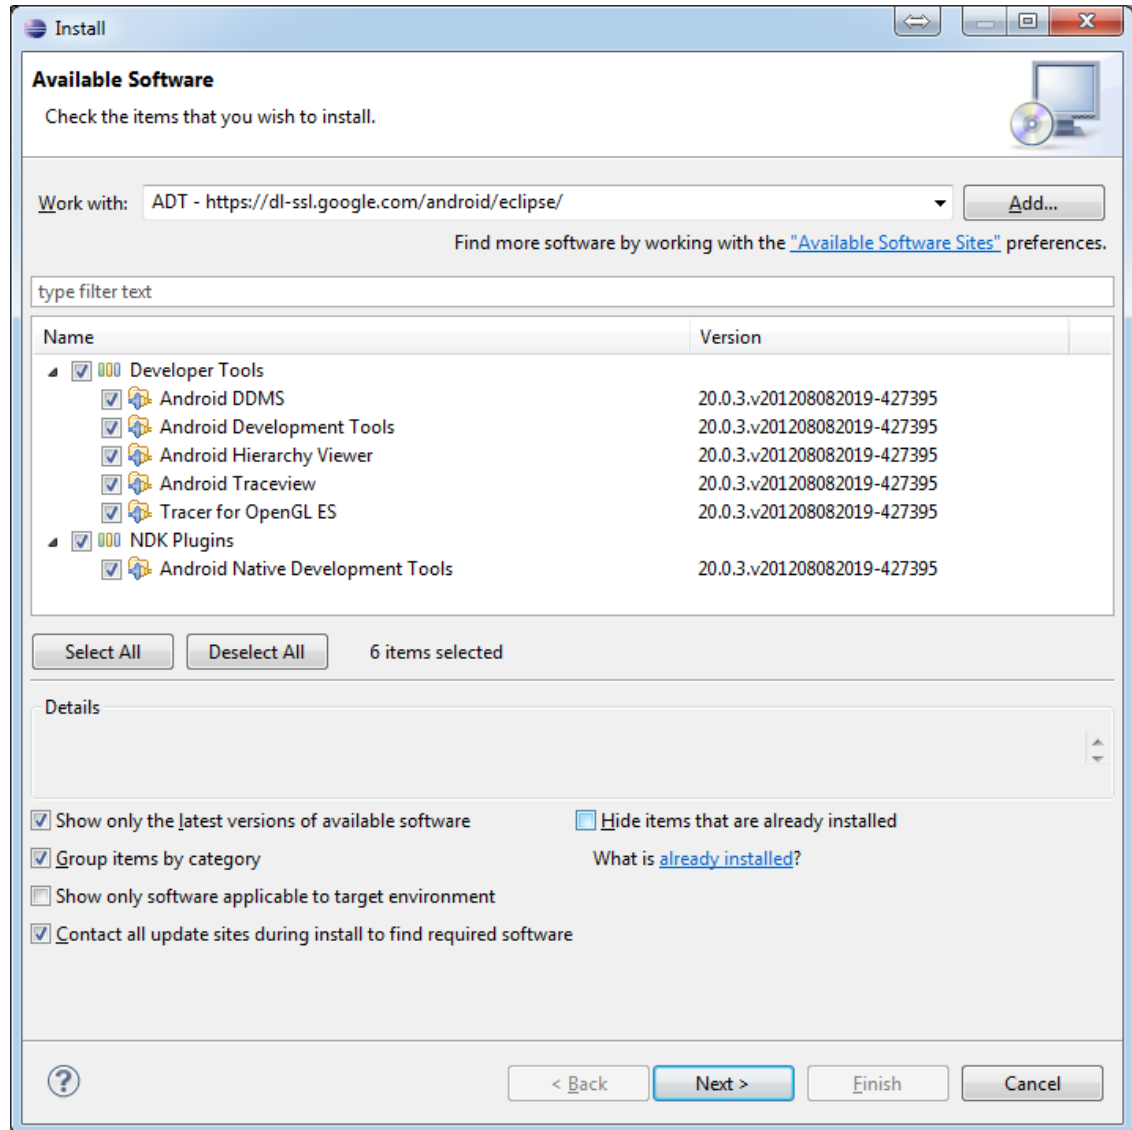 Install
Available Software
Check the items that you wish to install.
Work with: ADT - https://dl-ssl.google.com/android/eclipse/ Add...
Find more software by working with the "Available Software Sites" preferences.
type filter text
Name Version
Developer Tools
Android DDMS 20.0.3.v201208082019-427395
Android Development Tools 20.0.3.v201208082019-427395
Android Hierarchy Viewer 20.0.3.v201208082019-427395
Android Traceview 20.0.3.v201208082019-427395
Tracer for OpenGL ES 20.0.3.v201208082019-427395
NDK Plugins
Android Native Development Tools 20.0.3.v201208082019-427395
Select All Deselect All 6 items selected
Details
Show only the latest versions of available software Hide items that are already installed
Group items by category What is already installed?
Show only software applicable to target environment
Contact all update sites during install to find required software
? < Back Next > Finish Cancel